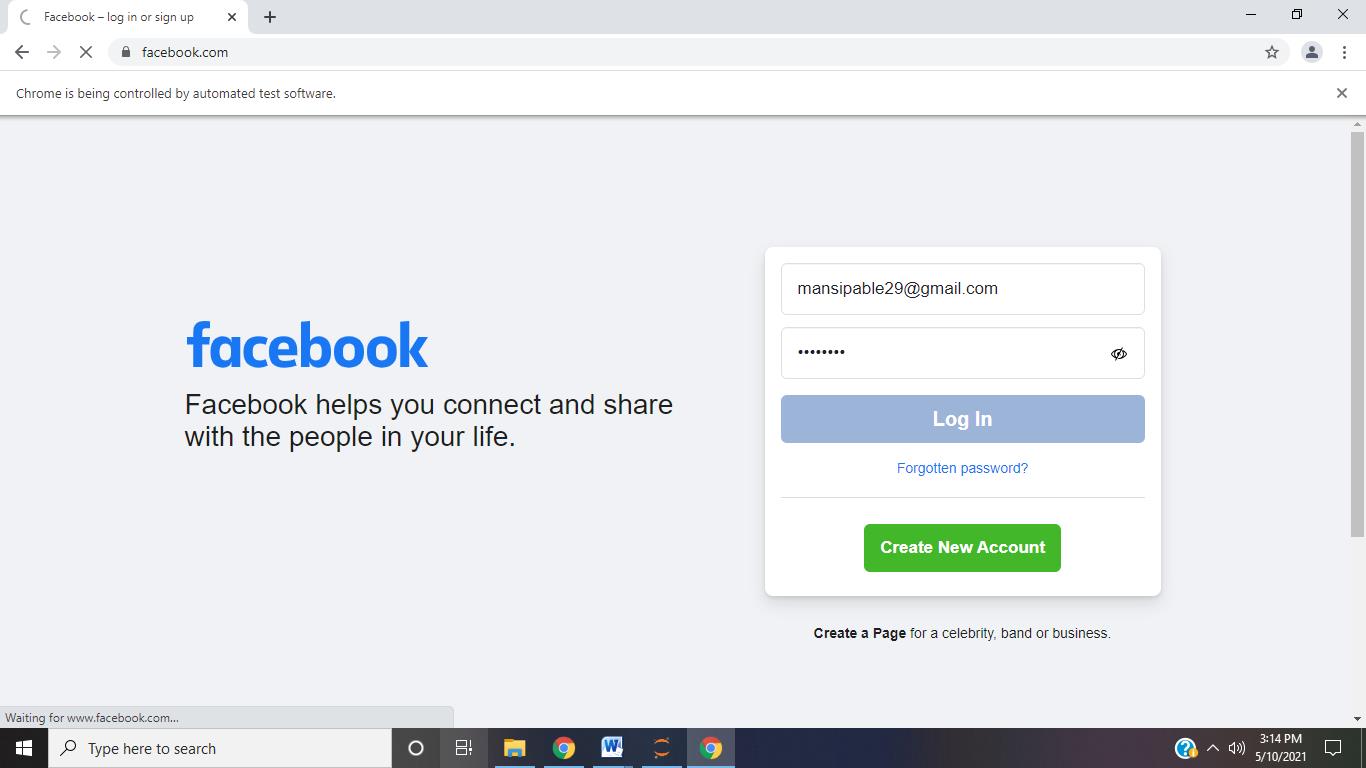 Facebook – log in or sign up
facebook.com
Chrome is being controlled by automated test software.
facebook
Facebook helps you connect and share
with the people in your life.
mansipable29@gmail.com
••••••••
Log In
Forgotten password?
Create New Account
Create a Page for a celebrity, band or business.
Waiting for www.facebook.com...
Type here to search
3:14 PM
5/10/2021